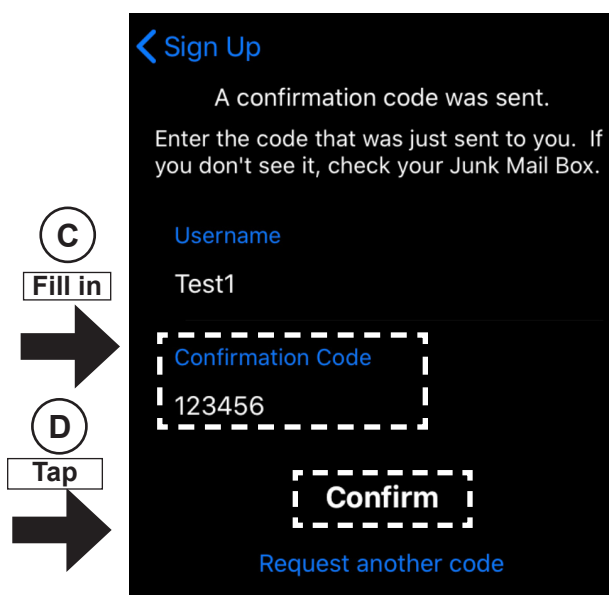 Sign Up
A confirmation code was sent.
Enter the code that was just sent to you.  If
you don't see it, check your Junk Mail Box.
C
Username
Fill in
Test1
Confirmation Code
123456
D
Tap
Confirm
Request another code